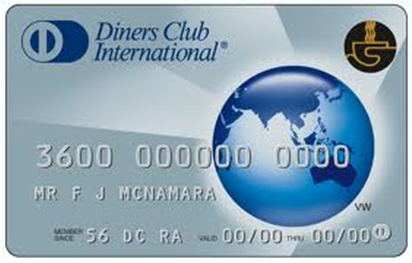 Diners Club
International®
3600 000000 0000
MR F J MCNAMARA
VW
MEMBER SINCE 56 DC RA VALID 00/00 THRU 00/00